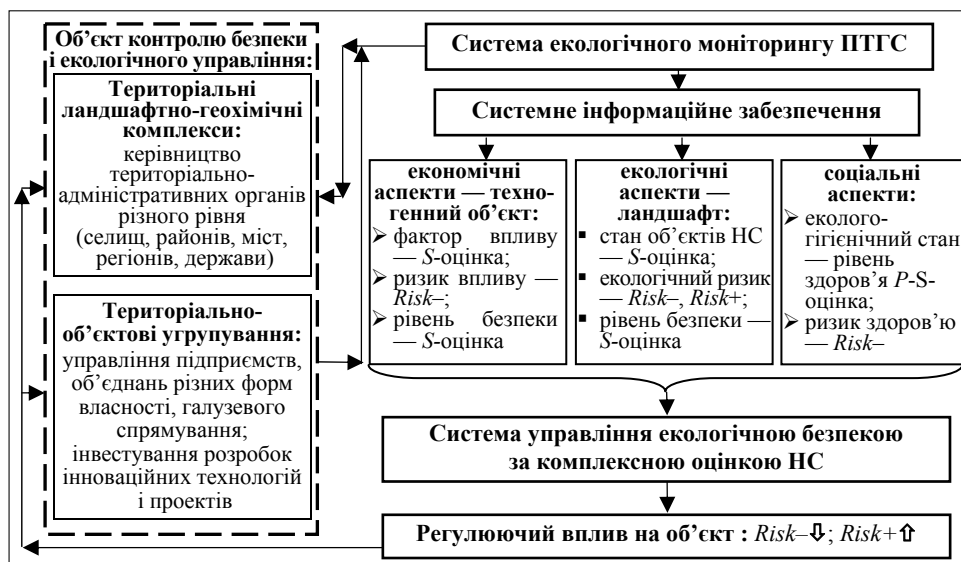 Об’єкт контролю безпеки
і екологічного управління:
Територіальні
ландшафтно-геохімічні
комплекси:
керівництво
територіально-
адміністративних органів
різного рівня
(селищ, районів, міст,
регіонів, держави)
Територіально-
об’єктові угрупування:
управління підприємств,
об’єднань різних форм
власності, галузевого
спрямування;
інвестування розробок
інноваційних технологій
і проектів
Система екологічного моніторингу ПТГС
Системне інформаційне забезпечення
економічні
аспекти — техно-
генний об’єкт:
➢ фактор впливу
— S-оцінка;
➢ ризик впливу —
Risk–;
➢ рівень безпеки
— S-оцінка
екологічні
аспекти —
ландшафт:
▪ стан об’єктів НС
— S-оцінка;
▪ екологічний ризик
— Risk–, Risk+;
▪ рівень безпеки —
S-оцінка
соціальні
аспекти:
➢ еколого-
гігієнічний стан
— рівень
здоров’я P-S-
оцінка;
➢ ризик здоров’ю
— Risk–
Система управління екологічною безпекою
за комплексною оцінкою НС
Регулюючий вплив на об’єкт : Risk–⇩; Risk+⇧